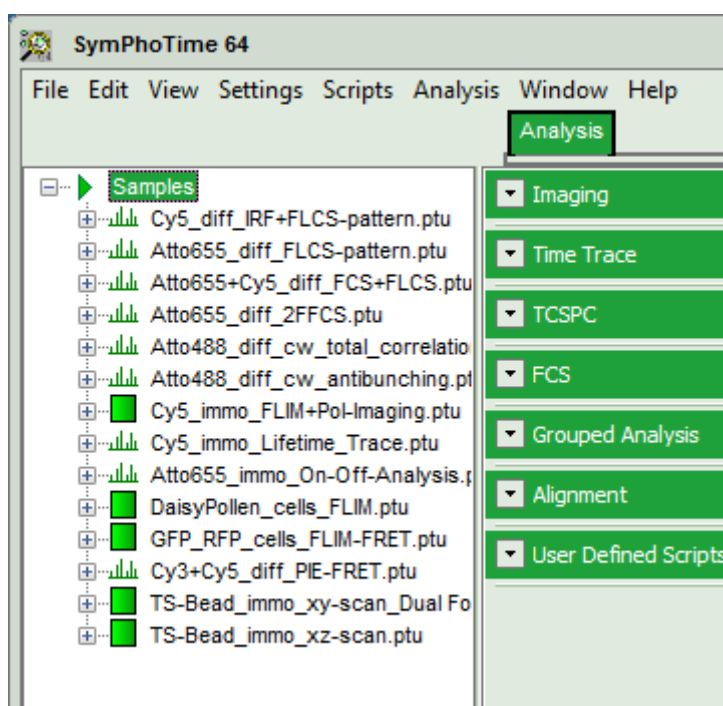 SymPhoTime 64
File Edit View Settings Scripts Analysis Window Help
Analysis
Samples
Cy5_diff_IRF+FLCS-pattern.ptu
Atto655_diff_FLCS-pattern.ptu
Atto655+Cy5_diff_FCS+FLCS.ptu
Atto655_diff_2FFCS.ptu
Atto488_diff_cw_total_correlatio
Atto488_diff_cw_antibunching.pt
Cy5_immo_FLIM+Pol-Imaging.ptu
Cy5_immo_Lifetime_Trace.ptu
Atto655_immo_On-Off-Analysis.p
DaisyPollen_cells_FLIM.ptu
GFP_RFP_cells_FLIM-FRET.ptu
Cy3+Cy5_diff_PIE-FRET.ptu
TS-Bead_immo_xy-scan_Dual Fo
TS-Bead_immo_xz-scan.ptu
Imaging
Time Trace
TCSPC
FCS
Grouped Analysis
Alignment
User Defined Scripts